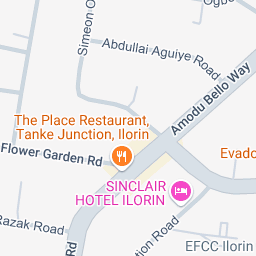 Ogbo
Simeon O
Abdullai Aguiye Road
Amodu Bello Way
The Place Restaurant,
Tanke Junction, Ilorin
Flower Garden Rd
Evado
SINCLAIR
HOTEL ILORIN
Razak Road
Rd
tion Road
EFCC Ilorin